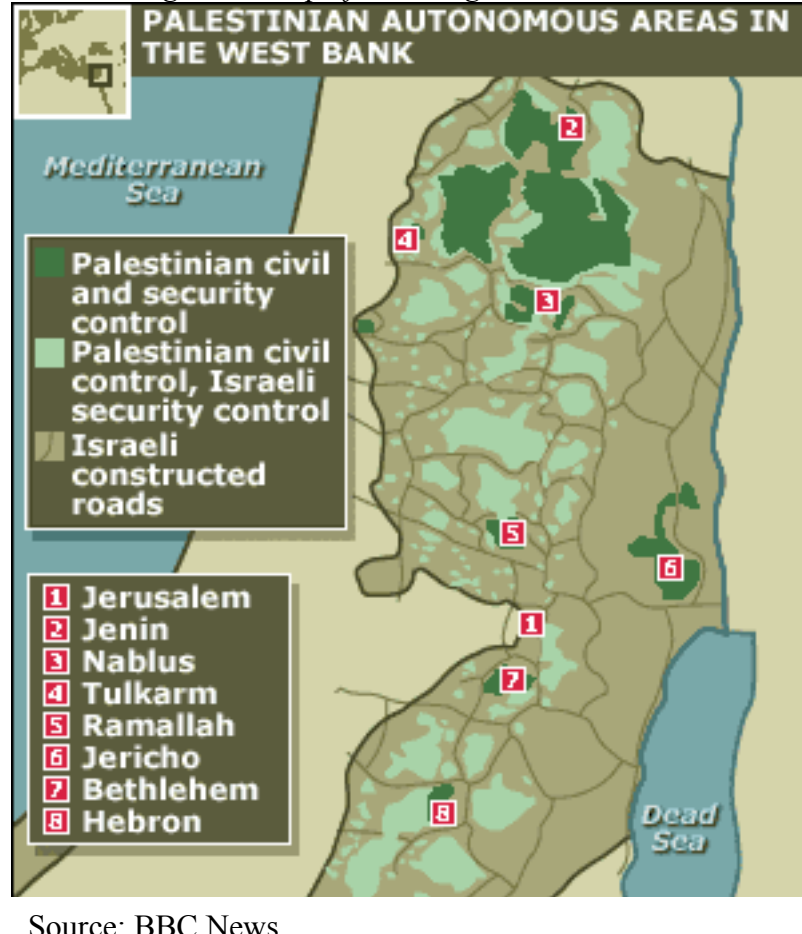 PALESTINIAN AUTONOMOUS AREAS IN
THE WEST BANK
Mediterranean
Sea
Palestinian civil
and security
control
Palestinian civil
control, Israeli
security control
Israeli
constructed
roads
2
4
3
5
6
1
7
8
1 Jerusalem
2 Jenin
3 Nablus
4 Tulkarm
5 Ramallah
6 Jericho
7 Bethlehem
8 Hebron
Dead
Sea
Source: BBC News